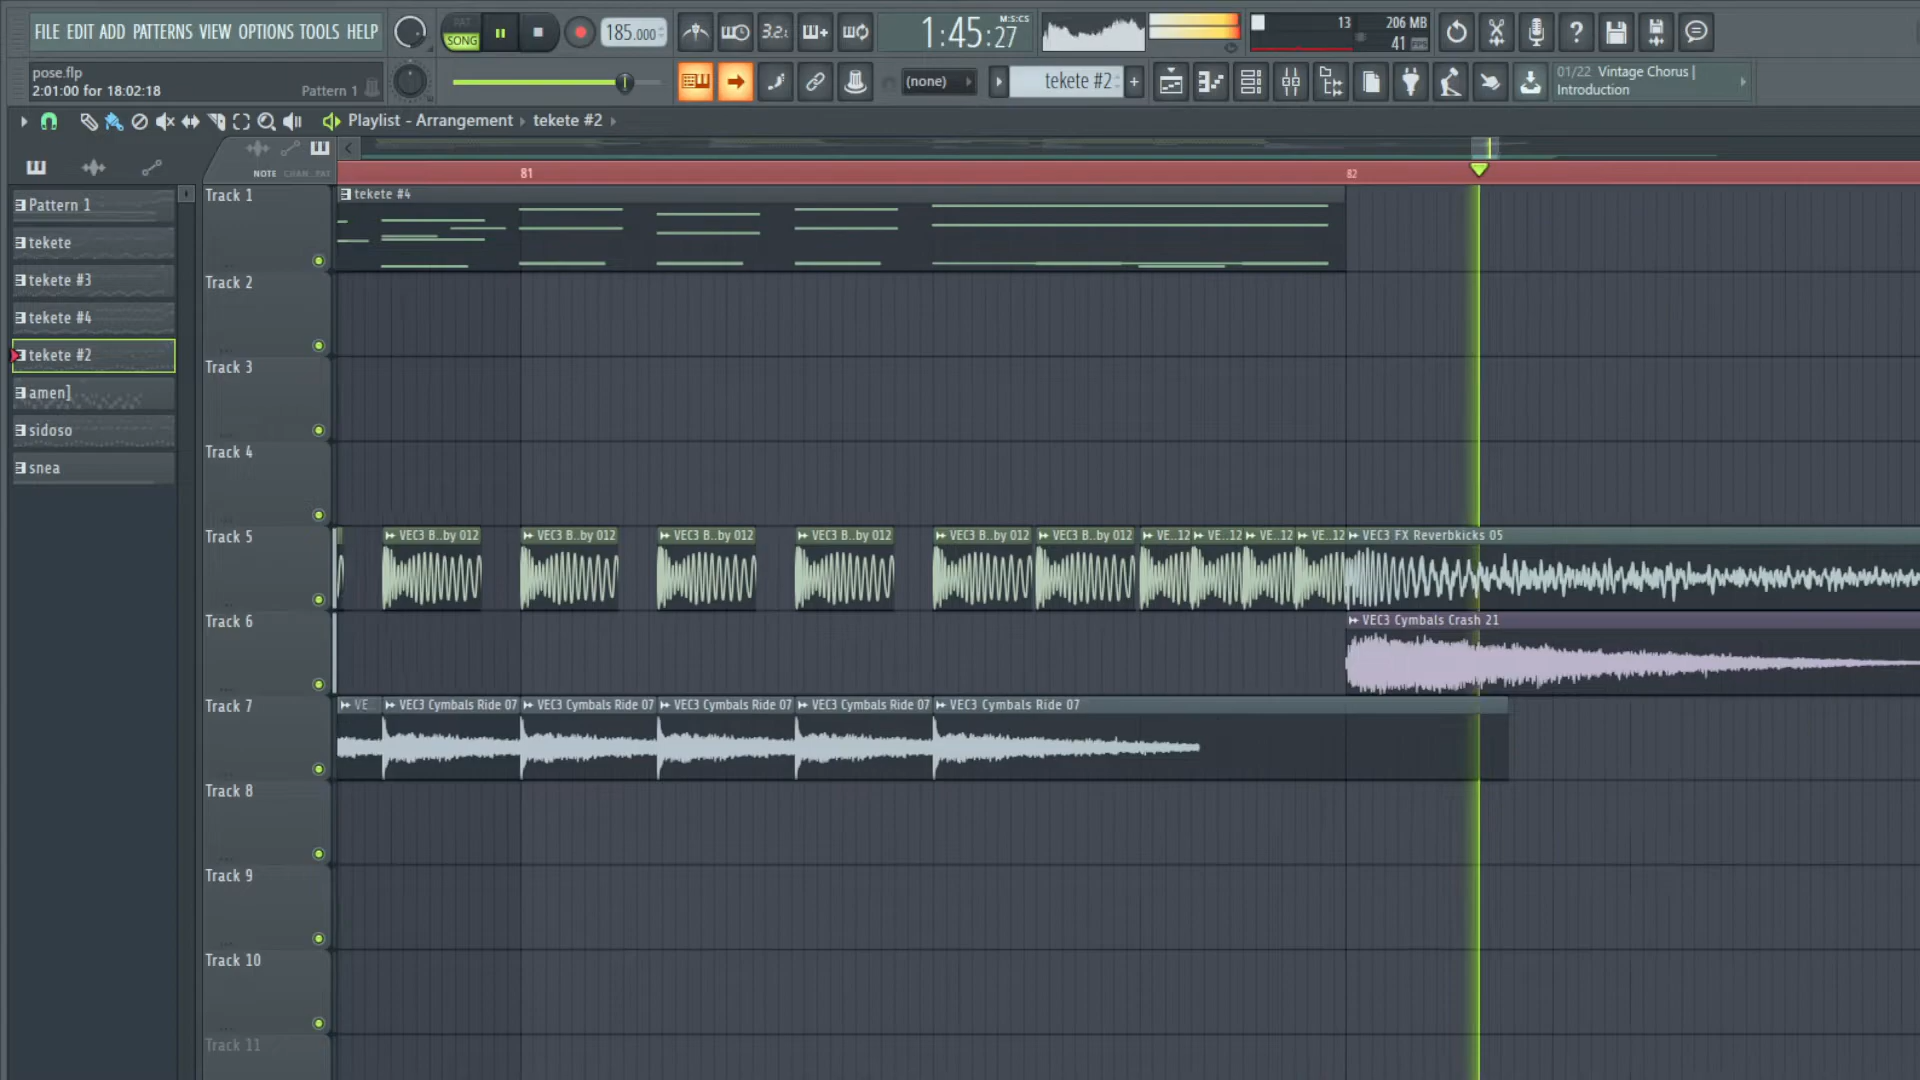 FILE EDIT ADD PATTERNS VIEW OPTIONS TOOLS HELP
PAT
SONG
185.000
3.2
1:45:27
M:S:CS
13
206 MB
41
pose.flp
2:01:00 for 18:02:18
Pattern 1
(none)
tekete #2
01/22 Vintage Chorus |
Introduction
Playlist - Arrangement › tekete #2 ›
NOTE CHAN. PAT
81
82
Pattern 1
tekete
tekete #3
tekete #4
tekete #2
amen]
sidoso
snea
Track 1
tekete #4
Track 2
Track 3
Track 4
Track 5
VEC3 B..by 012
VEC3 B..by 012
VEC3 B..by 012
VEC3 B..by 012
VEC3 B..by 012
VEC3 B..by 012
VE..12
VE..12
VE..12
VE..12
VEC3 FX Reverbkicks 05
Track 6
VEC3 Cymbals Crash 21
Track 7
VE..
VEC3 Cymbals Ride 07
VEC3 Cymbals Ride 07
VEC3 Cymbals Ride 07
VEC3 Cymbals Ride 07
VEC3 Cymbals Ride 07
Track 8
Track 9
Track 10
Track 11